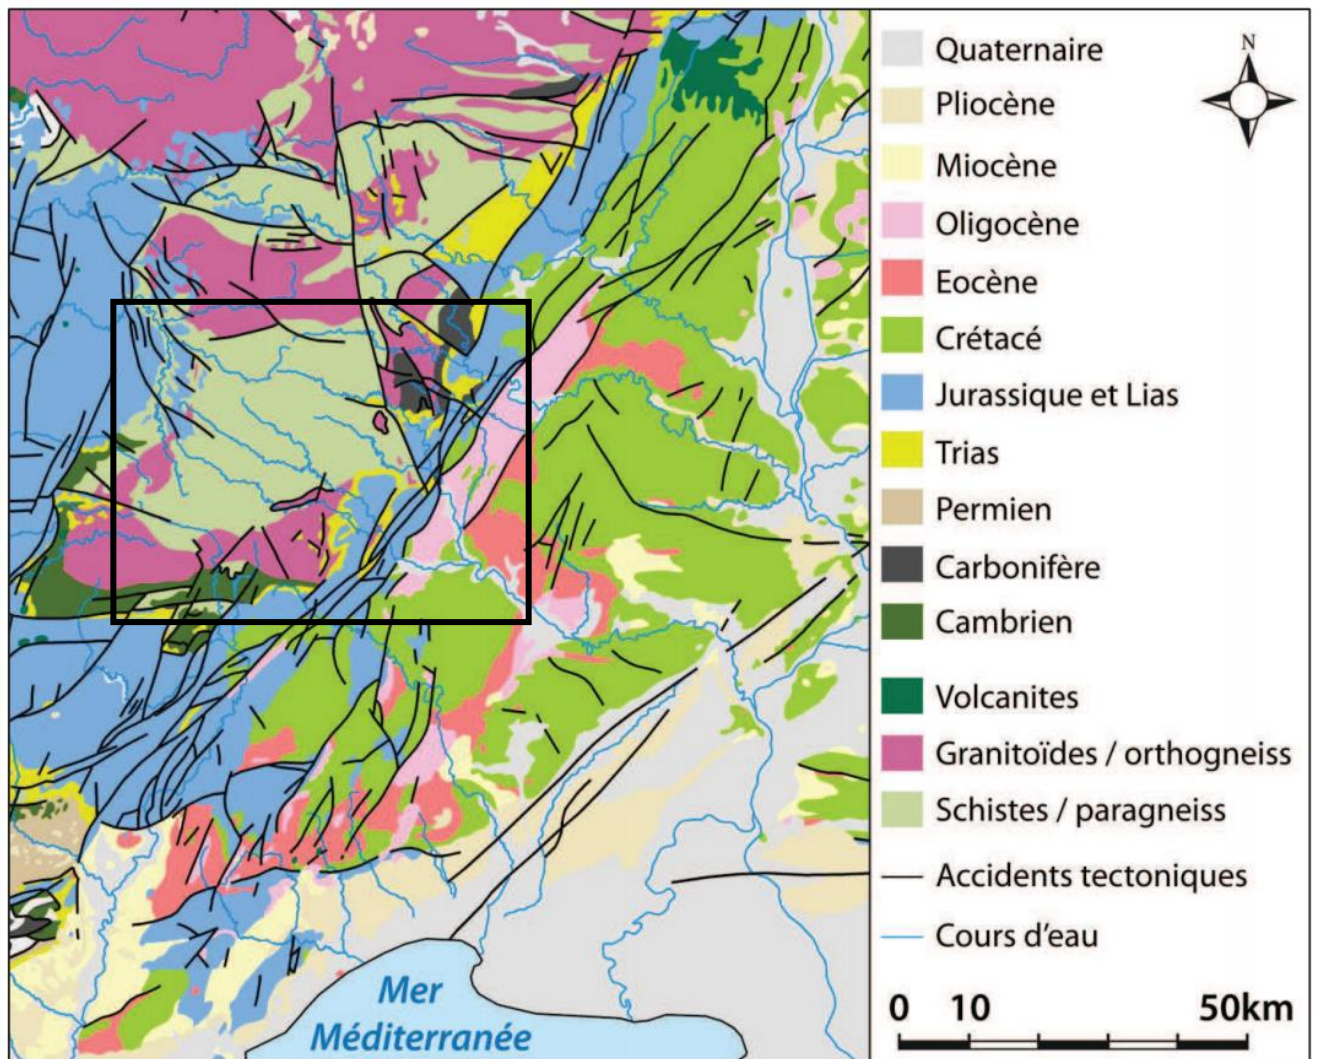 N
Quaternaire
Pliocène
Miocène
Oligocène
Eocène
Crétacé
Jurassique et Lias
Trias
Permien
Carbonifère
Cambrien
Volcanites
Granitoïdes / orthogneiss
Schistes / paragneiss
Accidents tectoniques
Cours d'eau
0 10 50km
Mer
Méditerranée